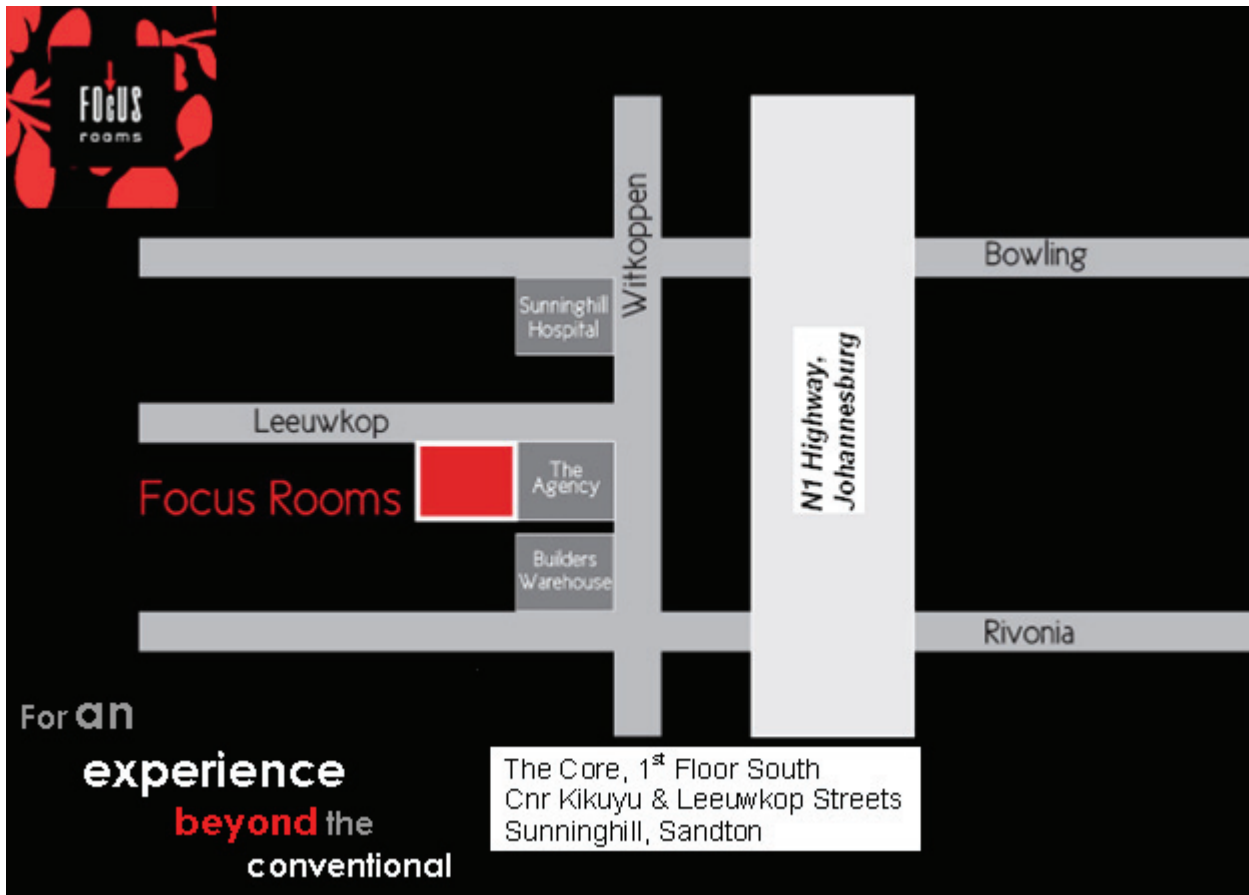 FOcUS
rooms
Witkoppen
Bowling
Sunninghill
Hospital
N1 Highway,
Johannesburg
Leeuwkop
Focus Rooms
The
Agency
Builders
Warehouse
Rivonia
For an
experience
beyond the
conventional
The Core, 1st Floor South
Cnr Kikuyu & Leeuwkop Streets
Sunninghill, Sandton